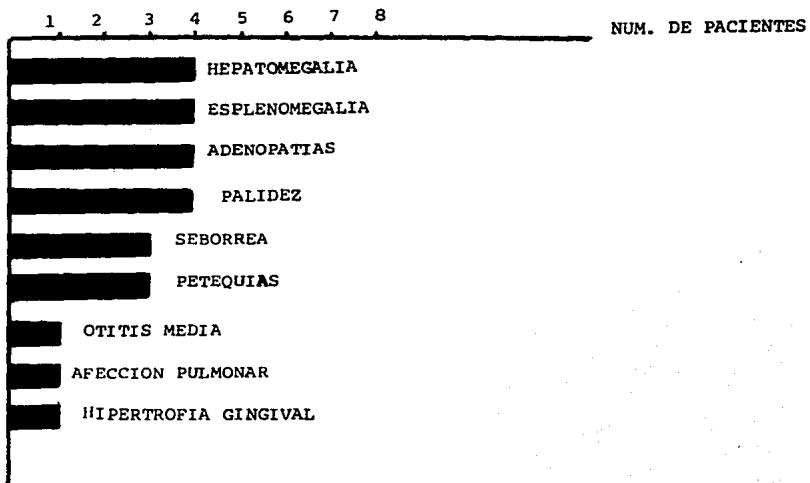 1 2 3 4 5 6 7 8
NUM. DE PACIENTES
HEPATOMEGALIA
ESPLENOMEGALIA
ADENOPATIAS
PALIDEZ
SEBORREA
PETEQUIAS
OTITIS MEDIA
AFECCION PULMONAR
HIPERTROFIA GINGIVAL